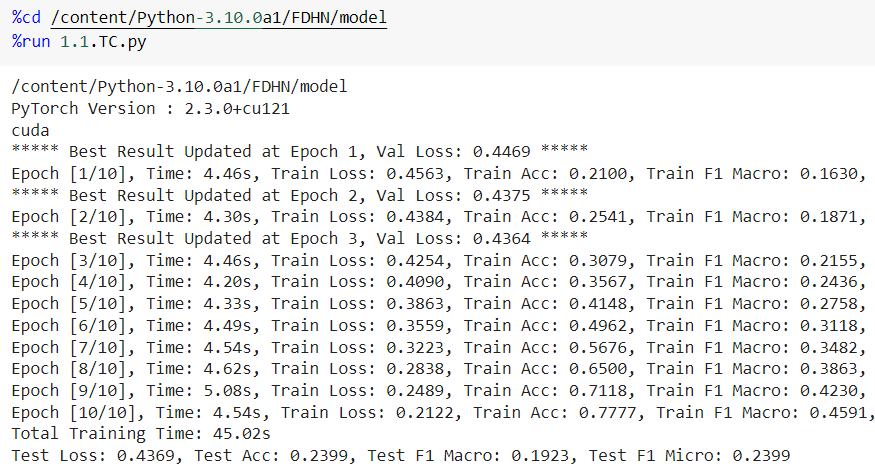 %cd /content/Python-3.10.0a1/FDHN/model
%run 1.1.TC.py
/content/Python-3.10.0a1/FDHN/model
PyTorch Version : 2.3.0+cu121
cuda
***** Best Result Updated at Epoch 1, Val Loss: 0.4469 *****
Epoch [1/10], Time: 4.46s, Train Loss: 0.4563, Train Acc: 0.2100, Train F1 Macro: 0.1630,
***** Best Result Updated at Epoch 2, Val Loss: 0.4375 *****
Epoch [2/10], Time: 4.30s, Train Loss: 0.4384, Train Acc: 0.2541, Train F1 Macro: 0.1871,
***** Best Result Updated at Epoch 3, Val Loss: 0.4364 *****
Epoch [3/10], Time: 4.46s, Train Loss: 0.4254, Train Acc: 0.3079, Train F1 Macro: 0.2155,
Epoch [4/10], Time: 4.20s, Train Loss: 0.4090, Train Acc: 0.3567, Train F1 Macro: 0.2436,
Epoch [5/10], Time: 4.33s, Train Loss: 0.3863, Train Acc: 0.4148, Train F1 Macro: 0.2758,
Epoch [6/10], Time: 4.49s, Train Loss: 0.3559, Train Acc: 0.4962, Train F1 Macro: 0.3118,
Epoch [7/10], Time: 4.54s, Train Loss: 0.3223, Train Acc: 0.5676, Train F1 Macro: 0.3482,
Epoch [8/10], Time: 4.62s, Train Loss: 0.2838, Train Acc: 0.6500, Train F1 Macro: 0.3863,
Epoch [9/10], Time: 5.08s, Train Loss: 0.2489, Train Acc: 0.7118, Train F1 Macro: 0.4230,
Epoch [10/10], Time: 4.54s, Train Loss: 0.2122, Train Acc: 0.7777, Train F1 Macro: 0.4591,
Total Training Time: 45.02s
Test Loss: 0.4369, Test Acc: 0.2399, Test F1 Macro: 0.1923, Test F1 Micro: 0.2399